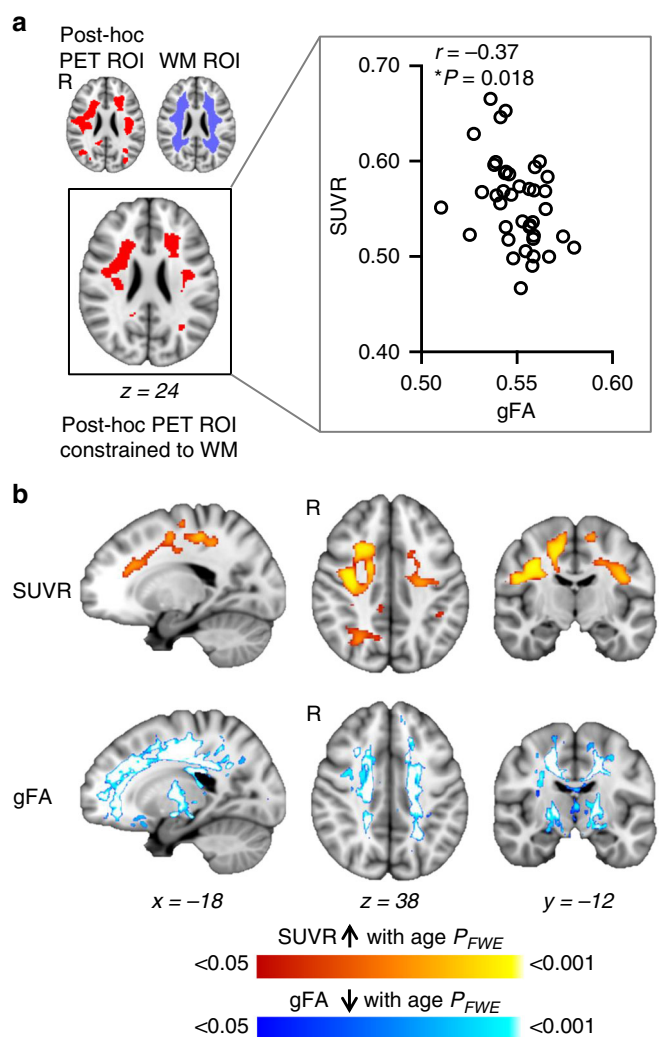 a
Post-hoc
PET ROI WM ROI
R
z = 24
Post-hoc PET ROI
constrained to WM
r = –0.37
*P = 0.018
0.70
0.60
0.50
0.40
SUVR
0.50 0.55 0.60
gFA
b
R
SUVR
R
gFA
x = –18 z = 38 y = –12
SUVR ↑ with age PFWE
<0.05 <0.001
gFA ↓ with age PFWE
<0.05 <0.001